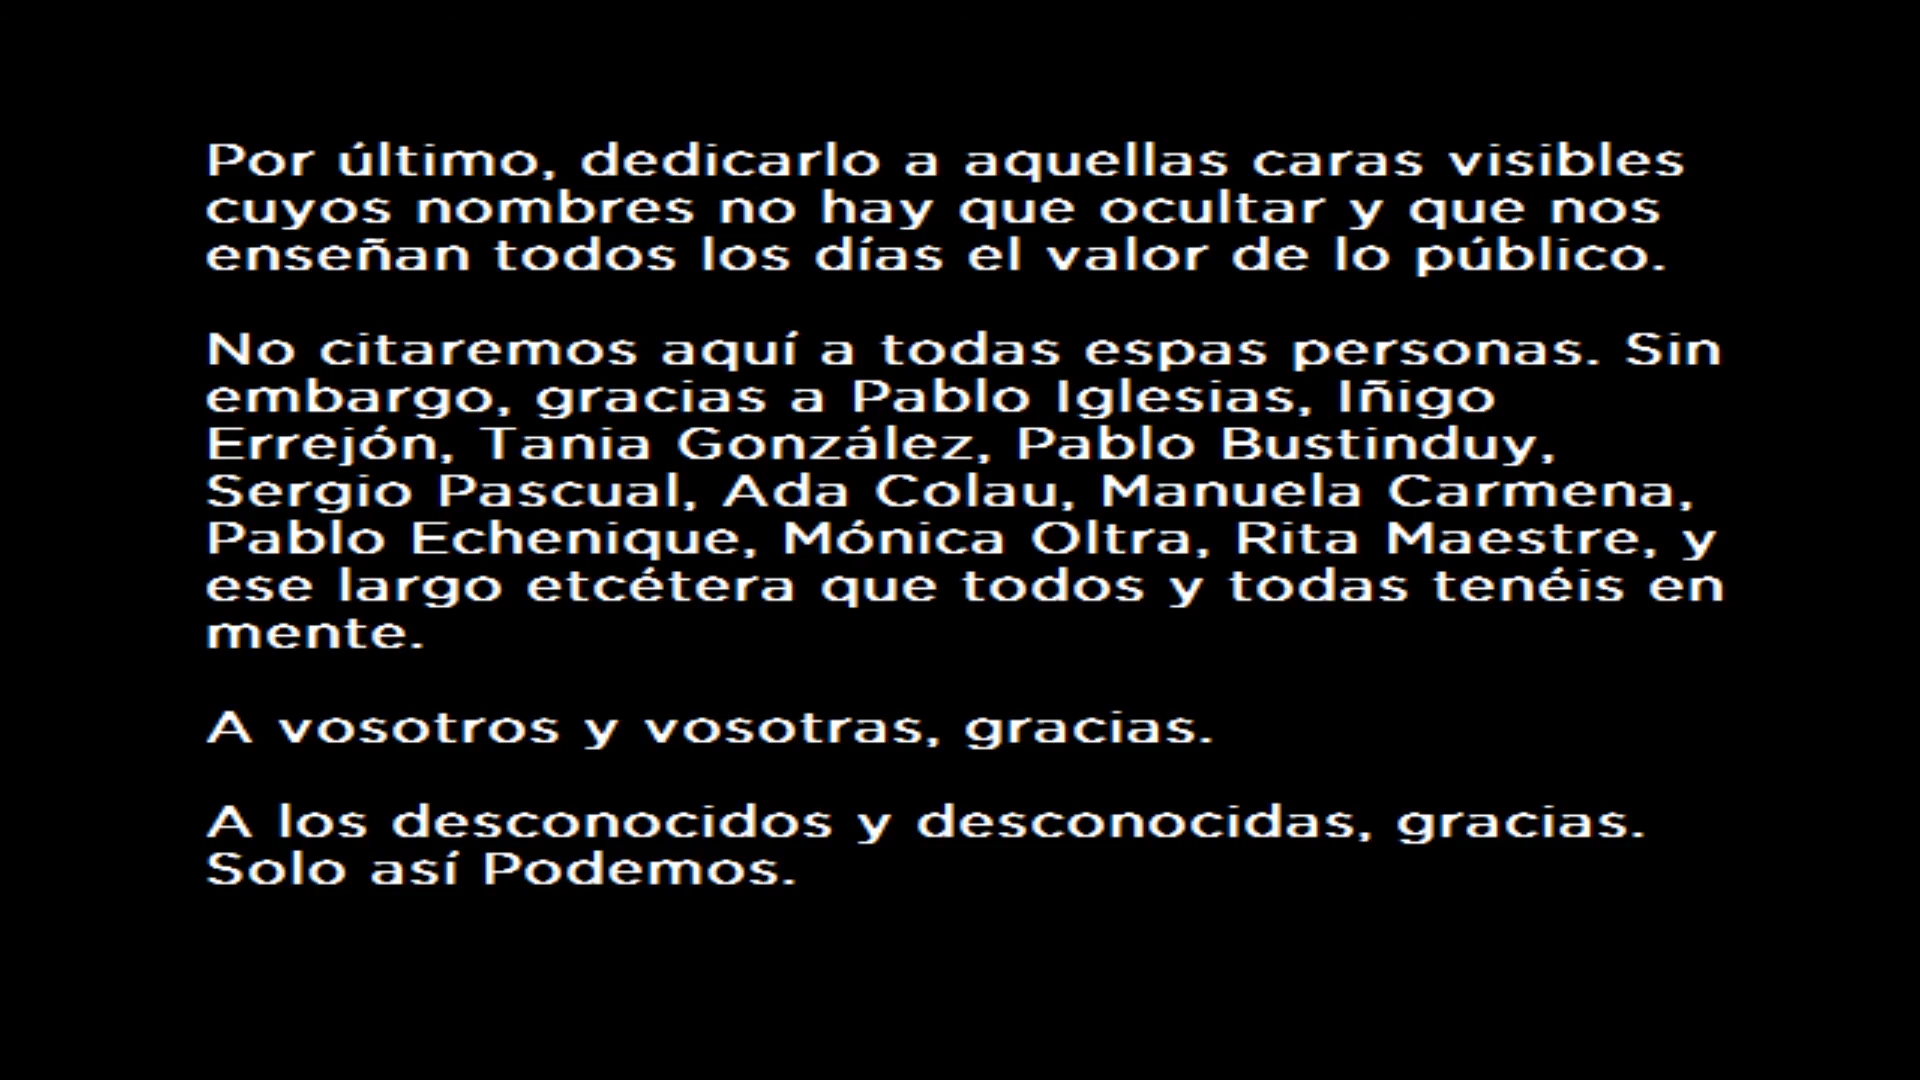 Por último, dedicarlo a aquellas caras visibles
cuyos nombres no hay que ocultar y que nos
enseñan todos los días el valor de lo público.
No citaremos aquí a todas espas personas. Sin
embargo, gracias a Pablo Iglesias, Iñigo
Errejón, Tania González, Pablo Bustinduy,
Sergio Pascual, Ada Colau, Manuela Carmena,
Pablo Echenique, Mónica Oltra, Rita Maestre, y
ese largo etcétera que todos y todas tenéis en
mente.
A vosotros y vosotras, gracias.
A los desconocidos y desconocidas, gracias.
Solo así Podemos.